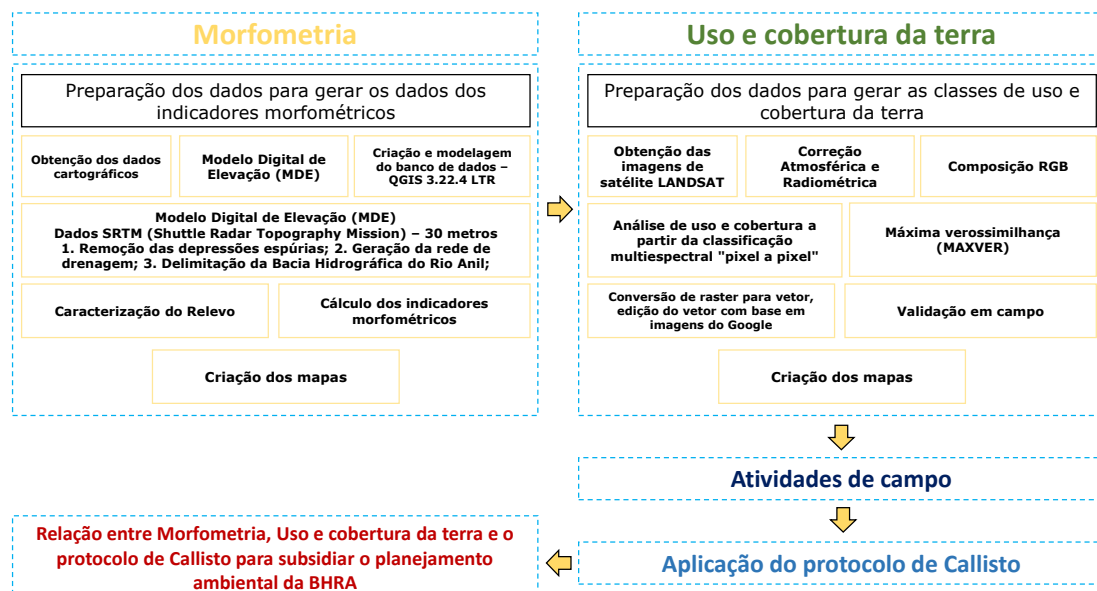 Morfometria
Preparação dos dados para gerar os dados dos
indicadores morfométricos
Obtenção dos dados
cartográficos
Modelo Digital de
Elevação (MDE)
Criação e modelagem
do banco de dados –
QGIS 3.22.4 LTR
Modelo Digital de Elevação (MDE)
Dados SRTM (Shuttle Radar Topography Mission) – 30 metros
1. Remoção das depressões espúrias; 2. Geração da rede de
drenagem; 3. Delimitação da Bacia Hidrográfica do Rio Anil;
Caracterização do Relevo
Cálculo dos indicadores
morfométricos
Criação dos mapas
Uso e cobertura da terra
Preparação dos dados para gerar as classes de uso e
cobertura da terra
Obtenção das
imagens de
satélite LANDSAT
Correção
Atmosférica e
Radiométrica
Composição RGB
Análise de uso e cobertura a
partir da classificação
multiespectral "pixel a pixel"
Máxima verossimilhança
(MAXVER)
Conversão de raster para vetor,
edição do vetor com base em
imagens do Google
Validação em campo
Criação dos mapas
Atividades de campo
Aplicação do protocolo de Callisto
Relação entre Morfometria, Uso e cobertura da terra e o
protocolo de Callisto para subsidiar o planejamento
ambiental da BHRA